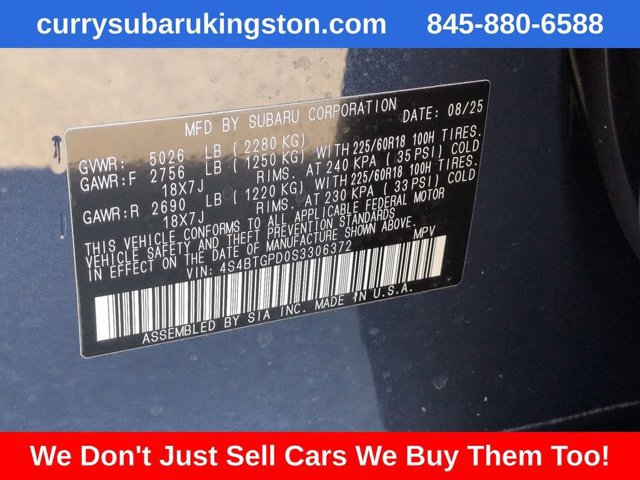 currysubarukingston.com 845-880-6588
MFD BY SUBARU CORPORATION DATE: 08/25
GVWR: 5026 LB (2280 KG)
GAWR:F 2756 LB (1250 KG) WITH 225/60R18 100H TIRES.
18X7J RIMS. AT 240 KPA (35 PSI) COLD
GAWR:R 2690 LB (1220 KG) WITH 225/60R18 100H TIRES.
18X7J RIMS. AT 230 KPA (33 PSI) COLD
THIS VEHICLE CONFORMS TO ALL APPLICABLE FEDERAL MOTOR
VEHICLE SAFETY AND THEFT PREVENTION STANDARDS
IN EFFECT ON THE DATE OF MANUFACTURE SHOWN ABOVE.
VIN: 4S4BTGPD0S3306372 MPV
ASSEMBLED BY SIA INC. MADE IN U.S.A.
We Don't Just Sell Cars We Buy Them Too!